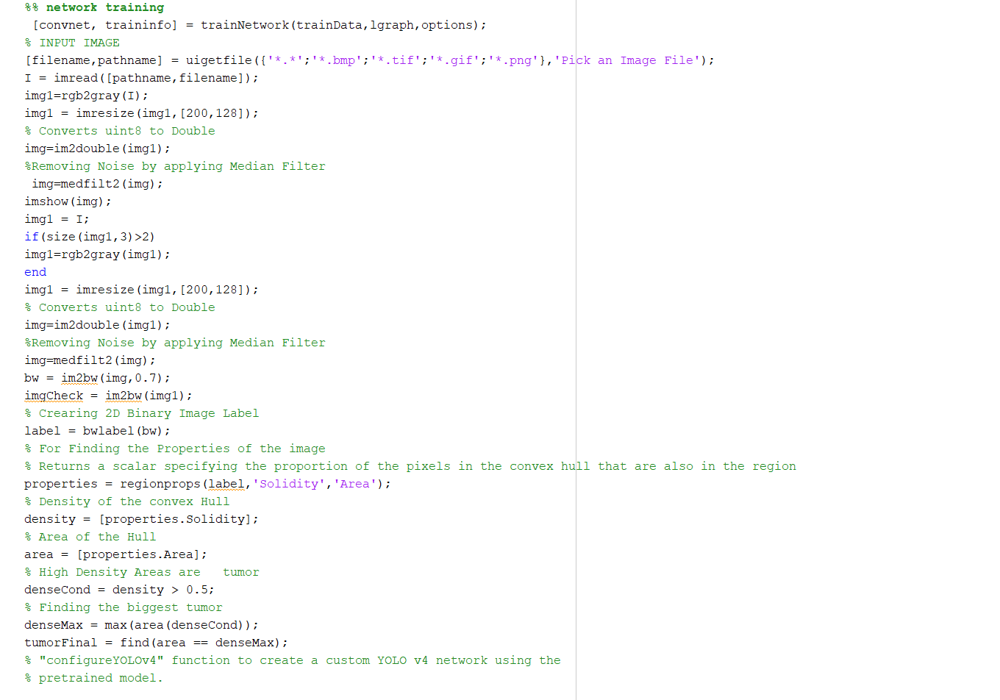 %% network training
[convnet, traininfo] = trainNetwork(trainData,lgraph,options);
% INPUT IMAGE
[filename,pathname] = uigetfile({'*.*';'*.bmp';'*.tif';'*.gif';'*.png'},'Pick an Image File');
I = imread([pathname,filename]);
img1=rgb2gray(I);
img1 = imresize(img1,[200,128]);
% Converts uint8 to Double
img=im2double(img1);
%Removing Noise by applying Median Filter
img=medfilt2(img);
imshow(img);
img1 = I;
if(size(img1,3)>2)
img1=rgb2gray(img1);
end
img1 = imresize(img1,[200,128]);
% Converts uint8 to Double
img=im2double(img1);
%Removing Noise by applying Median Filter
img=medfilt2(img);
bw = im2bw(img,0.7);
imgCheck = im2bw(img1);
% Crearing 2D Binary Image Label
label = bwlabel(bw);
% For Finding the Properties of the image
% Returns a scalar specifying the proportion of the pixels in the convex hull that are also in the region
properties = regionprops(label,'Solidity','Area');
% Density of the convex Hull
density = [properties.Solidity];
% Area of the Hull
area = [properties.Area];
% High Density Areas are   tumor
denseCond = density > 0.5;
% Finding the biggest tumor
denseMax = max(area(denseCond));
tumorFinal = find(area == denseMax);
% "configureYOLOv4" function to create a custom YOLO v4 network using the
% pretrained model.